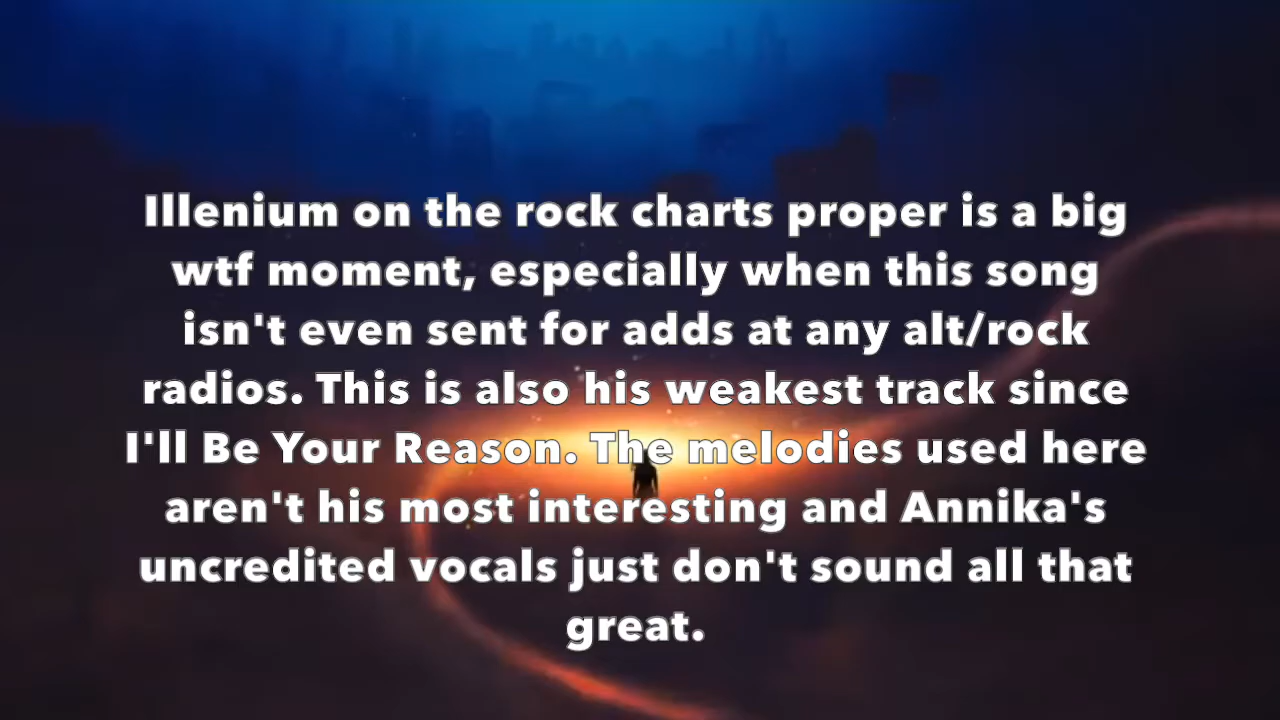 Illenium on the rock charts proper is a big
wtf moment, especially when this song
isn't even sent for adds at any alt/rock
radios. This is also his weakest track since
I'll Be Your Reason. The melodies used here
aren't his most interesting and Annika's
uncredited vocals just don't sound all that
great.